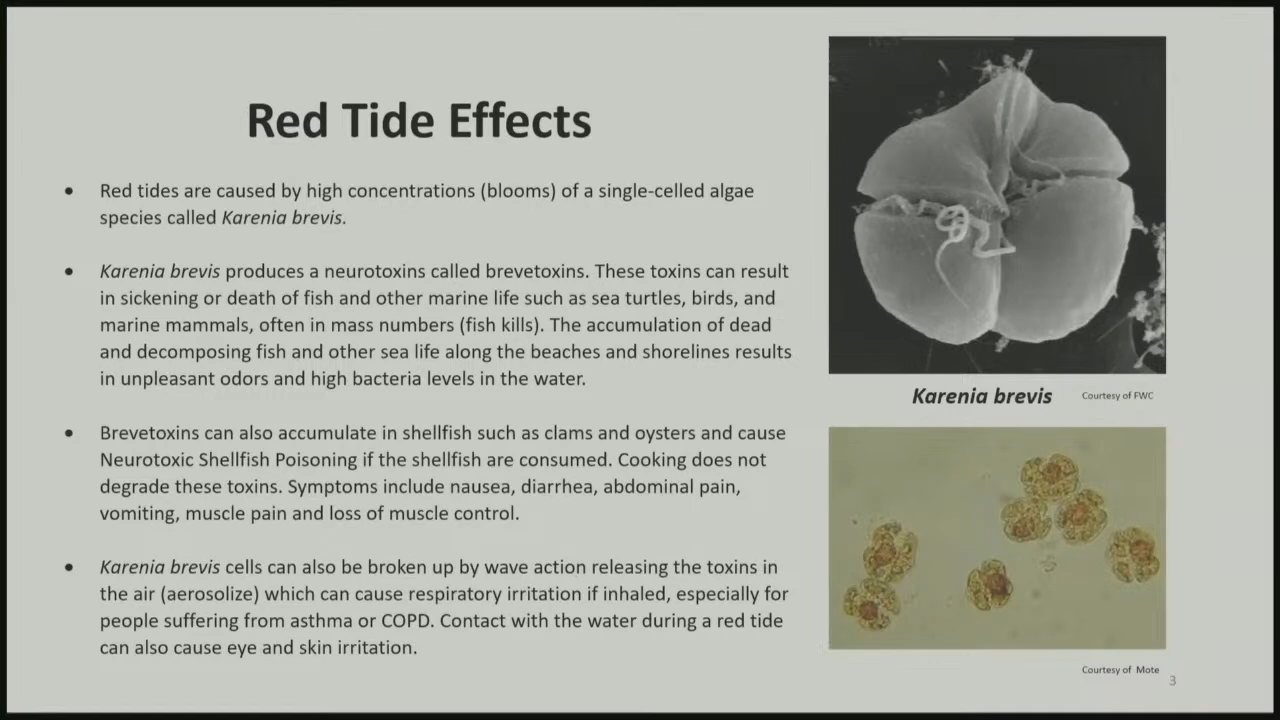 Red Tide Effects
• Red tides are caused by high concentrations (blooms) of a single-celled algae
species called Karenia brevis.
• Karenia brevis produces a neurotoxins called brevetoxins. These toxins can result
in sickening or death of fish and other marine life such as sea turtles, birds, and
marine mammals, often in mass numbers (fish kills). The accumulation of dead
and decomposing fish and other sea life along the beaches and shorelines results
in unpleasant odors and high bacteria levels in the water.
• Brevetoxins can also accumulate in shellfish such as clams and oysters and cause
Neurotoxic Shellfish Poisoning if the shellfish are consumed. Cooking does not
degrade these toxins. Symptoms include nausea, diarrhea, abdominal pain,
vomiting, muscle pain and loss of muscle control.
• Karenia brevis cells can also be broken up by wave action releasing the toxins in
the air (aerosolize) which can cause respiratory irritation if inhaled, especially for
people suffering from asthma or COPD. Contact with the water during a red tide
can also cause eye and skin irritation.
Karenia brevis
Courtesy of FWC
Courtesy of Mote
3